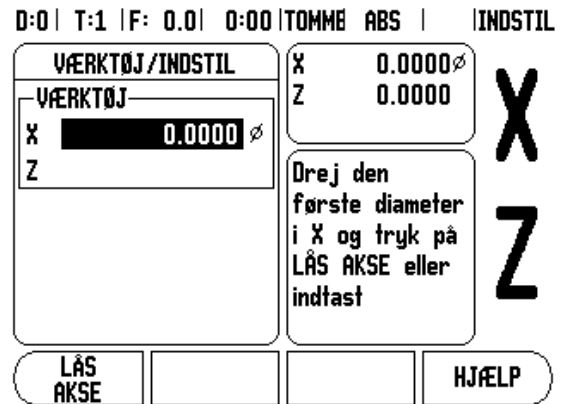 D:0| T:1 |F: 0.0| 0:00|TOMME ABS | |INDSTIL
VÆRKTØJ/INDSTIL
VÆRKTØJ
X 0.0000 ø
Z
X 0.0000ø
Z 0.0000
Drej den
første diameter
i X og tryk på
LÅS AKSE eller
indtast
X
Z
LÅS
AKSE
HJÆLP